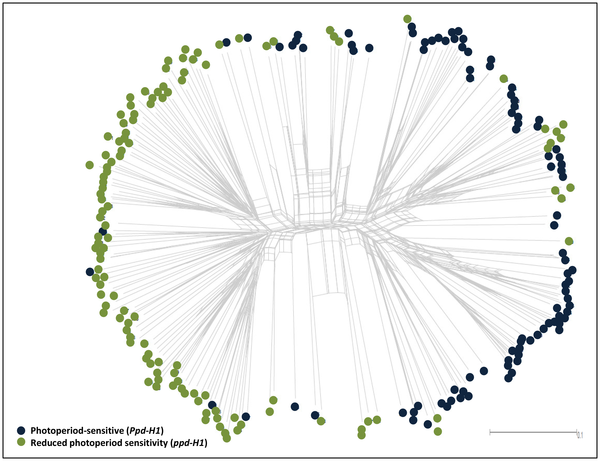 0.1
Photoperiod-sensitive (Ppd-H1)
Reduced photoperiod sensitivity (ppd-H1)